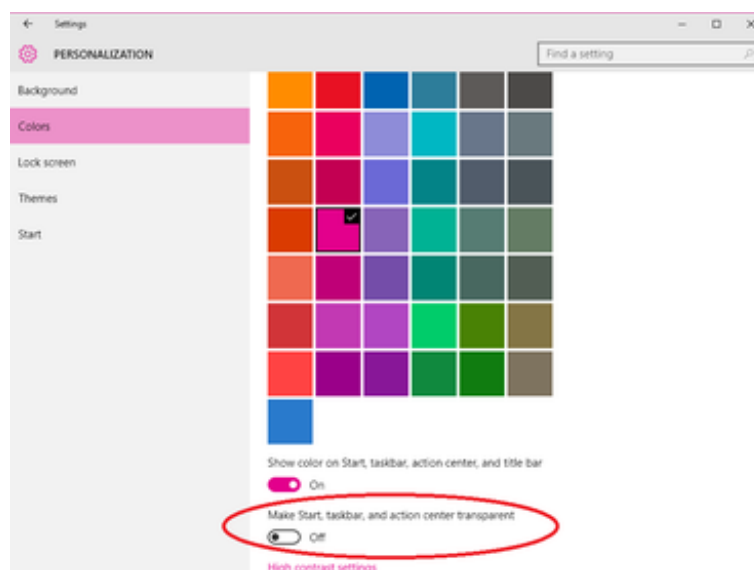 Settings
PERSONALIZATION
Find a setting
Background
Colors
Lock screen
Themes
Start
Show color on Start, taskbar, action center, and title bar
On
Make Start, taskbar, and action center transparent
Off
High contrast settings